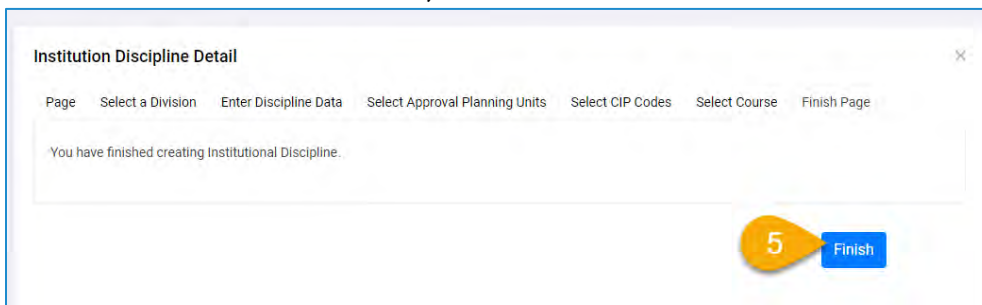 Institution Discipline Detail ×
Page Select a Division Enter Discipline Data Select Approval Planning Units Select CIP Codes Select Course Finish Page
You have finished creating Institutional Discipline.
5 Finish